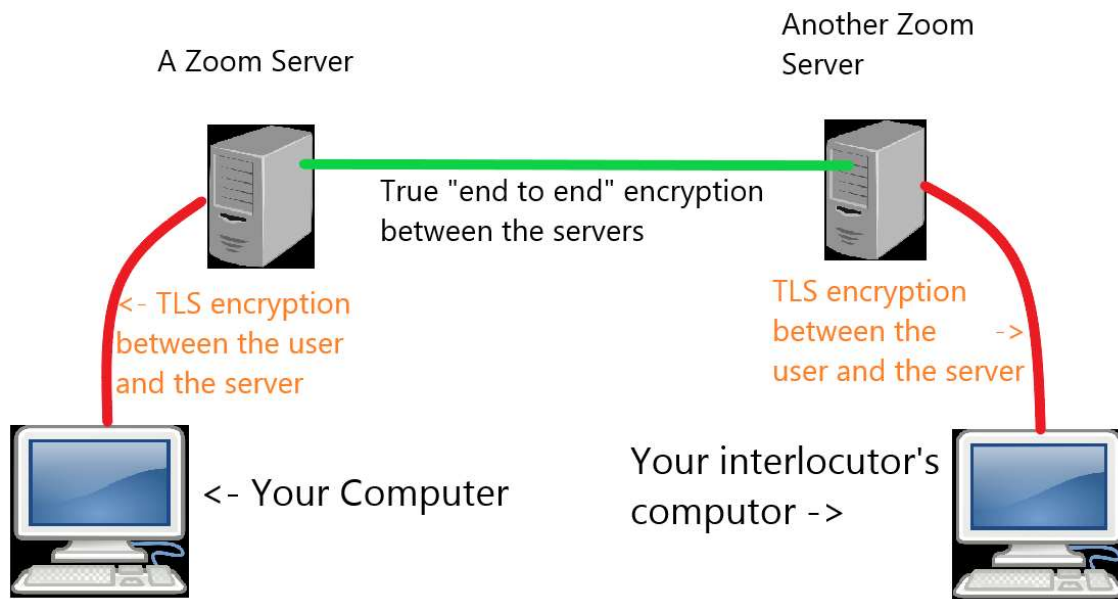 A Zoom Server
Another Zoom
Server
True "end to end" encryption
between the servers
<- TLS encryption
between the user
and the server
TLS encryption
between the ->
user and the server
<- Your Computer
Your interlocutor's
computor ->